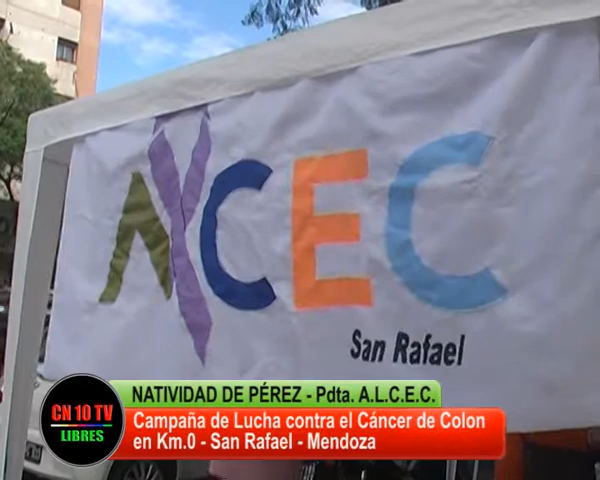 ALCEC
San Rafael
NATIVIDAD DE PÉREZ - Pdta. A.L.C.E.C.
CN 10 TV
LIBRES
Campaña de Lucha contra el Cáncer de Colon
en Km.0 - San Rafael - Mendoza